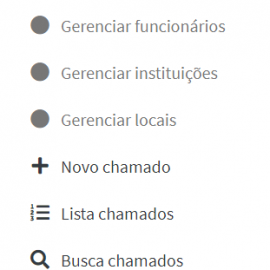 Gerenciar funcionários
Gerenciar instituições
Gerenciar locais
Novo chamado
Lista chamados
Busca chamados